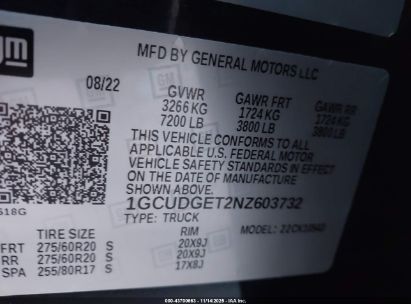 gm
MFD BY GENERAL MOTORS LLC
08/22
GVWR GAWR FRT GAWR RR
3266 KG 1724 KG 1724 KG
7200 LB 3800 LB 3800 LB
THIS VEHICLE CONFORMS TO ALL
APPLICABLE U.S. FEDERAL MOTOR
VEHICLE SAFETY STANDARDS IN EFFECT
ON THE DATE OF MANUFACTURE
SHOWN ABOVE
1GCUDGET2NZ603732
TYPE: TRUCK
TIRE SIZE RIM
FRT 275/60R20 S 20X9J
RR 275/60R20 S 20X9J
SPA 255/80R17 S 17X8J